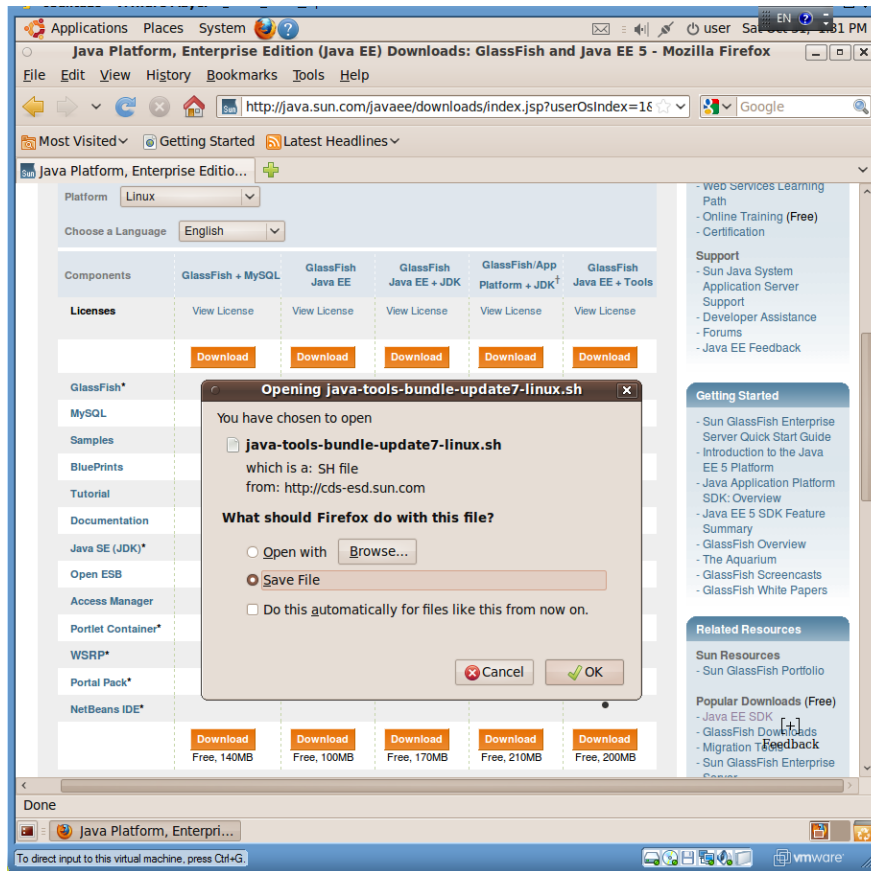 Applications Places System
user
EN
1:31 PM
Java Platform, Enterprise Edition (Java EE) Downloads: GlassFish and Java EE 5 - Mozilla Firefox
File Edit View History Bookmarks Tools Help
http://java.sun.com/javaee/downloads/index.jsp?userOsIndex=1&
Google
Most Visited Getting Started Latest Headlines
Java Platform, Enterprise Editio...
Platform Linux
Choose a Language English
Components GlassFish + MySQL GlassFish Java EE GlassFish Java EE + JDK GlassFish/App Platform + JDK† GlassFish Java EE + Tools
Licenses View License View License View License View License View License
Download Download Download Download Download
GlassFish*
MySQL
Samples
BluePrints
Tutorial
Documentation
Java SE (JDK)*
Open ESB
Access Manager
Portlet Container*
WSRP*
Portal Pack*
NetBeans IDE*
Download Download Download Download Download
Free, 140MB Free, 100MB Free, 170MB Free, 210MB Free, 200MB
Opening java-tools-bundle-update7-linux.sh
You have chosen to open
java-tools-bundle-update7-linux.sh
which is a: SH file
from: http://cds-esd.sun.com
What should Firefox do with this file?
Open with Browse...
Save File
Do this automatically for files like this from now on.
Cancel OK
- Web Services Learning
Path
- Online Training (Free)
- Certification
Support
- Sun Java System
Application Server
Support
- Developer Assistance
- Forums
- Java EE Feedback
Getting Started
- Sun GlassFish Enterprise
Server Quick Start Guide
- Introduction to the Java
EE 5 Platform
- Java Application Platform
SDK: Overview
- Java EE 5 SDK Feature
Summary
- GlassFish Overview
- The Aquarium
- GlassFish Screencasts
- GlassFish White Papers
Related Resources
Sun Resources
- Sun GlassFish Portfolio
Popular Downloads (Free)
- Java EE SDK
- GlassFish Downloads
- Migration Tools
- Sun GlassFish Enterprise
Server
[+]
Feedback
Done
Java Platform, Enterpri...
To direct input to this virtual machine, press Ctrl+G.
vmware